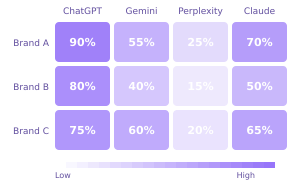 ChatGPT Gemini Perplexity Claude
Brand A 90% 55% 25% 70%
Brand B 80% 40% 15% 50%
Brand C 75% 60% 20% 65%
Low High